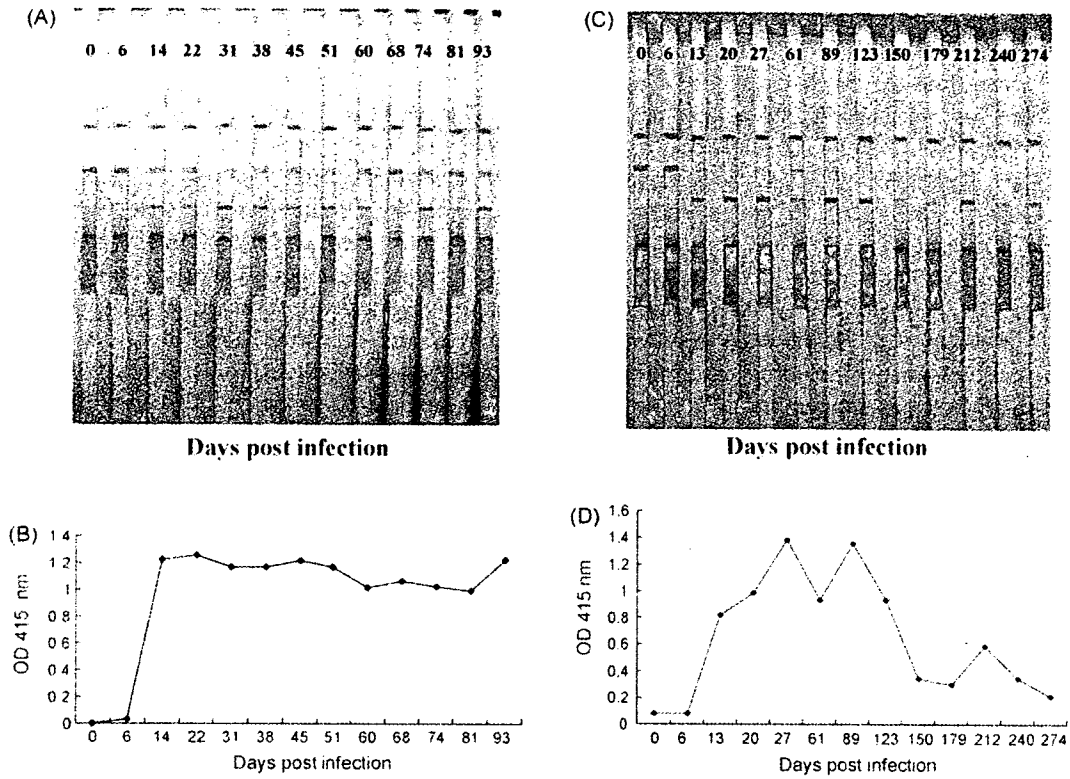 (A)
0 6 14 22 31 38 45 51 60 68 74 81 93
Days post infection
(C)
0 6 13 20 27 61 89 123 150 179 212 240 274
Days post infection
(B)
OD 415 nm
1 4
1 2
1
0 8
0 6
0 4
0 2
0
0 6 14 22 31 38 45 51 60 68 74 81 93
Days post infection
(D)
OD 415 nm
1.6
1.4
1.2
1
0.8
0.6
0.4
0.2
0
0 6 13 20 27 61 89 123 150 179 212 240 274
Days post infection